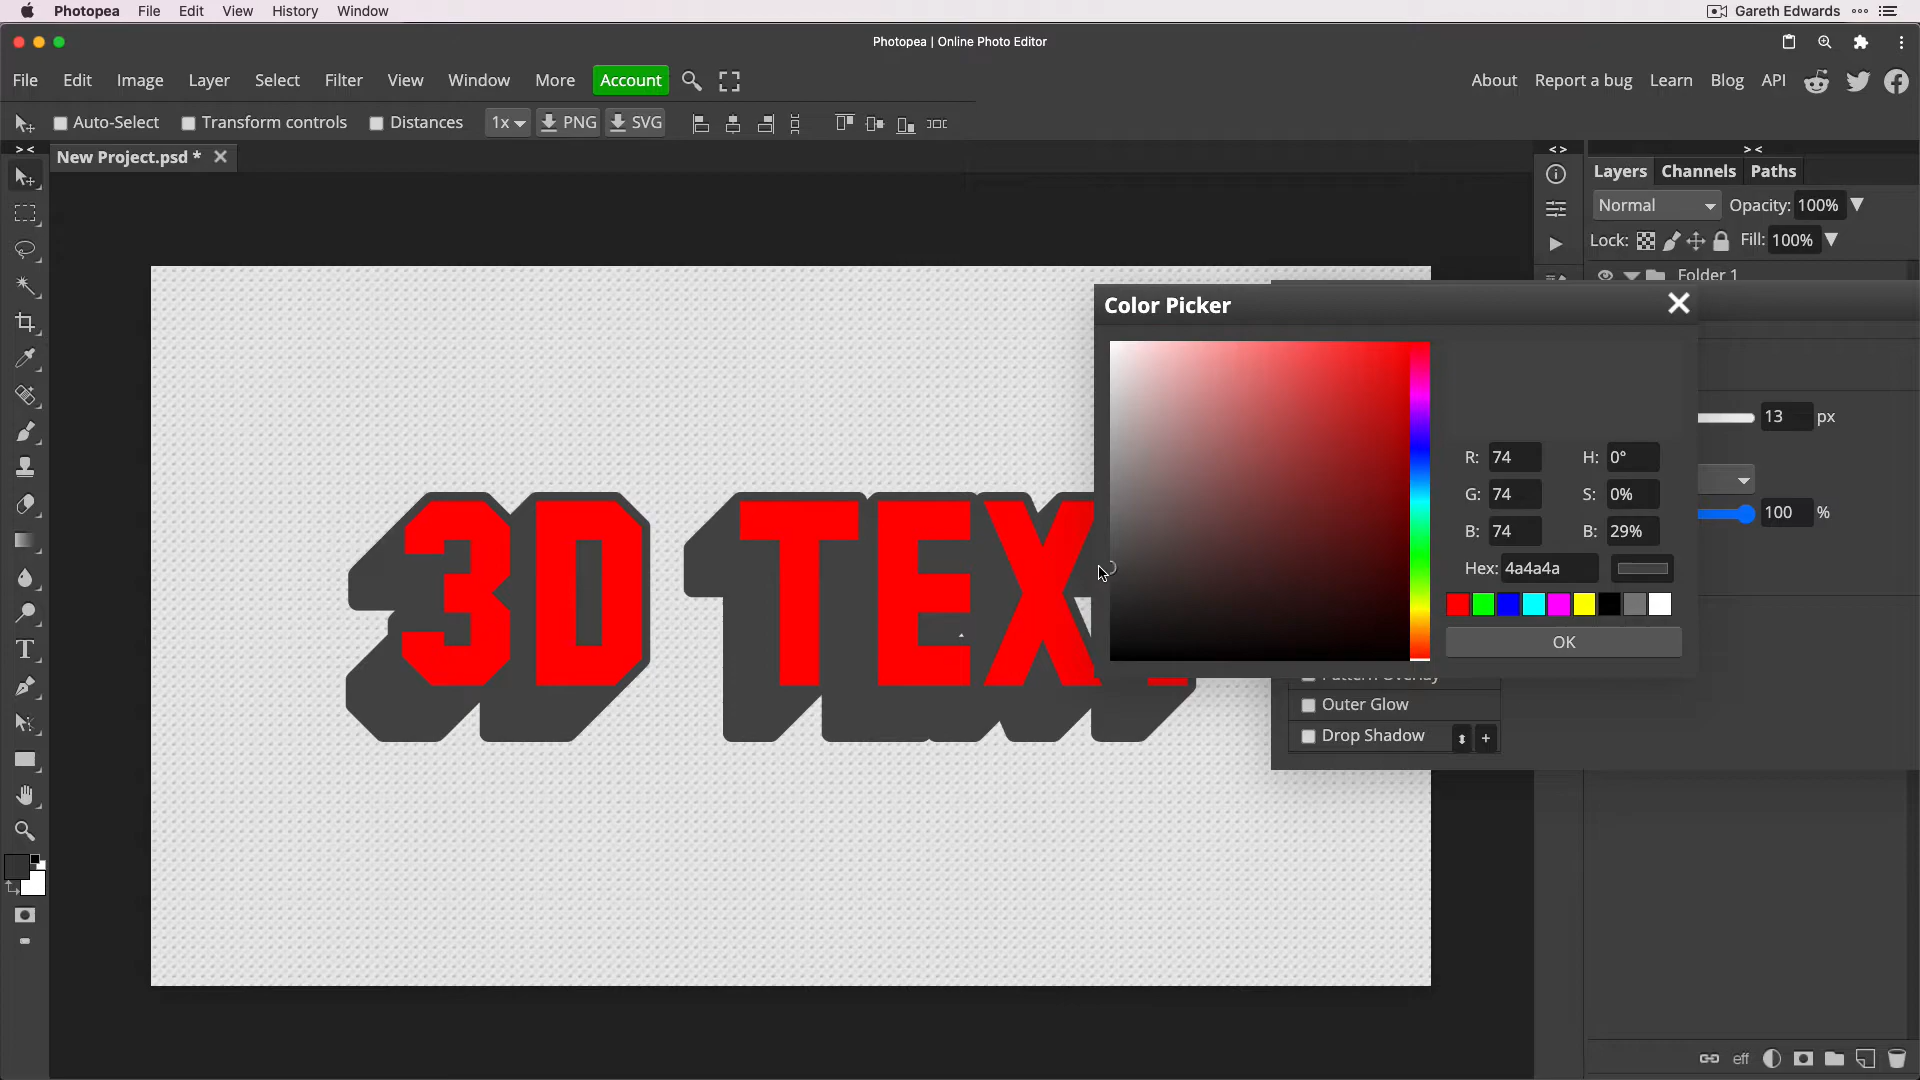 Photopea File Edit View History Window Gareth Edwards
Photopea | Online Photo Editor
File Edit Image Layer Select Filter View Window More Account About Report a bug Learn Blog API
Auto-Select Transform controls Distances 1x PNG SVG
> < New Project.psd * < > > <
Layers Channels Paths
Normal Opacity: 100%
Lock: Fill: 100%
Folder 1
Color Picker
13 px
R: 74 H: 0°
G: 74 S: 0%
100 %
B: 74 B: 29%
Hex: 4a4a4a
OK
3D TEXT
Pattern Overlay
Outer Glow
Drop Shadow +
eff